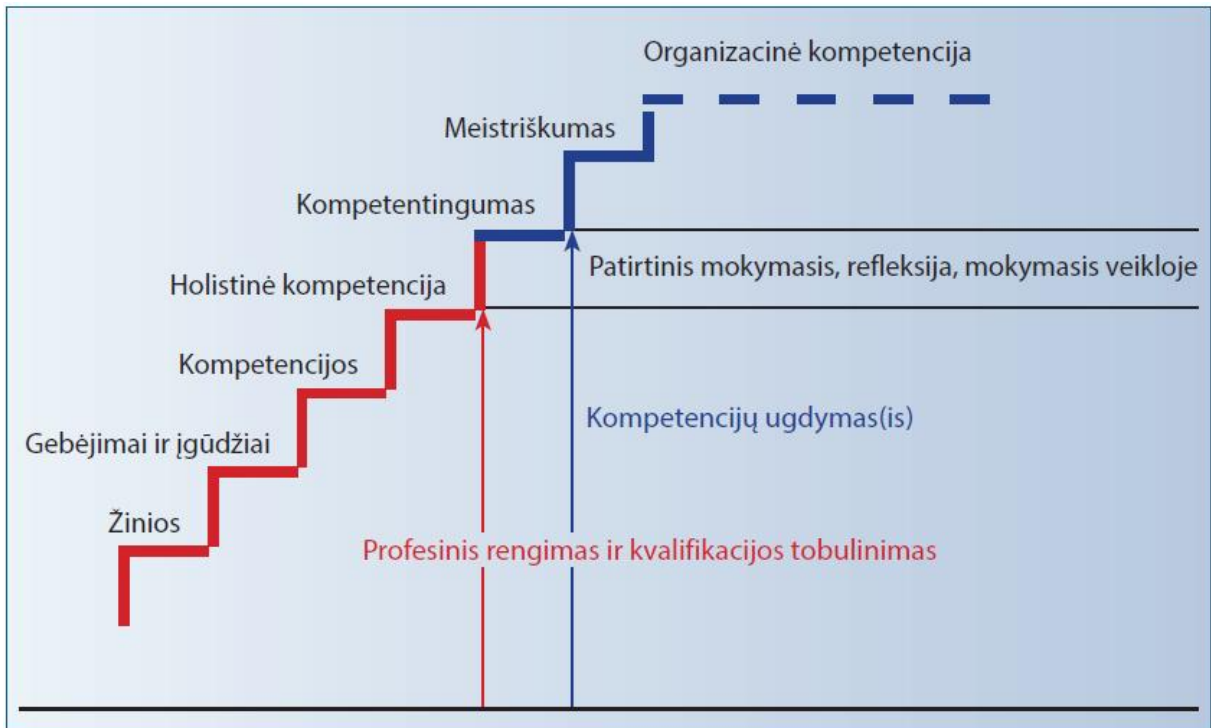 Organizacinė kompetencija
Meistriškumas
Kompetentingumas
Patirtinis mokymasis, refleksija, mokymasis veikloje
Holistinė kompetencija
Kompetencijos
Kompetencijų ugdymas(is)
Gebėjimai ir įgūdžiai
Žinios
Profesinis rengimas ir kvalifikacijos tobulinimas